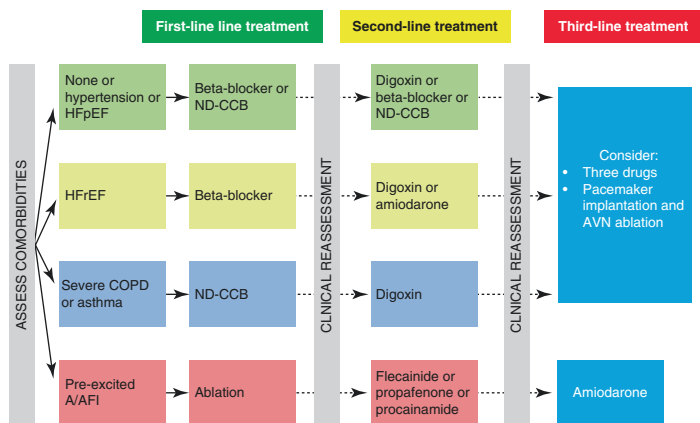 First-line line treatment
Second-line treatment
Third-line treatment
ASSESS COMORBIDITIES
None or
hypertension or
HFpEF
Beta-blocker or
ND-CCB
CLNICAL REASSESSMENT
Digoxin or
beta-blocker or
ND-CCB
CLNICAL REASSESSMENT
Consider:
• Three drugs
• Pacemaker
implantation and
AVN ablation
HFrEF
Beta-blocker
Digoxin or
amiodarone
Severe COPD
or asthma
ND-CCB
Digoxin
Pre-excited
A/AFI
Ablation
Flecainide or
propafenone or
procainamide
Amiodarone